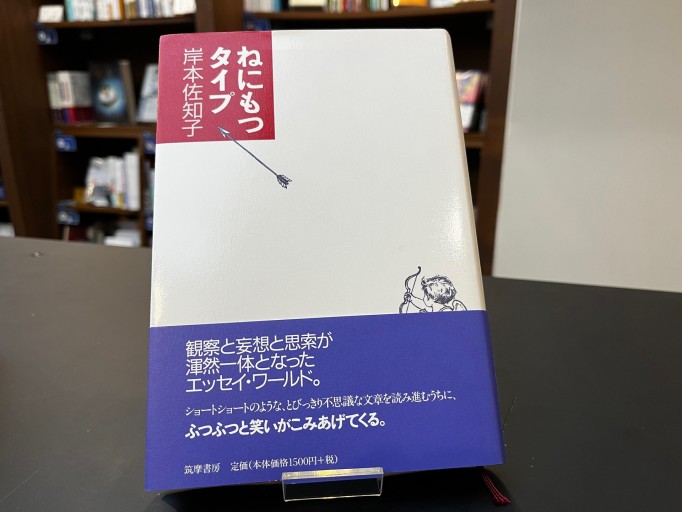 ねにもつ
タイプ
岸本佐知子
観察と妄想と思索が
渾然一体となった
エッセイ・ワールド。
ショートショートのような、とびっきり不思議な文章を読み進むうちに、
ふつふつと笑いがこみあげてくる。
筑摩書房 定価(本体価格1500円+税)